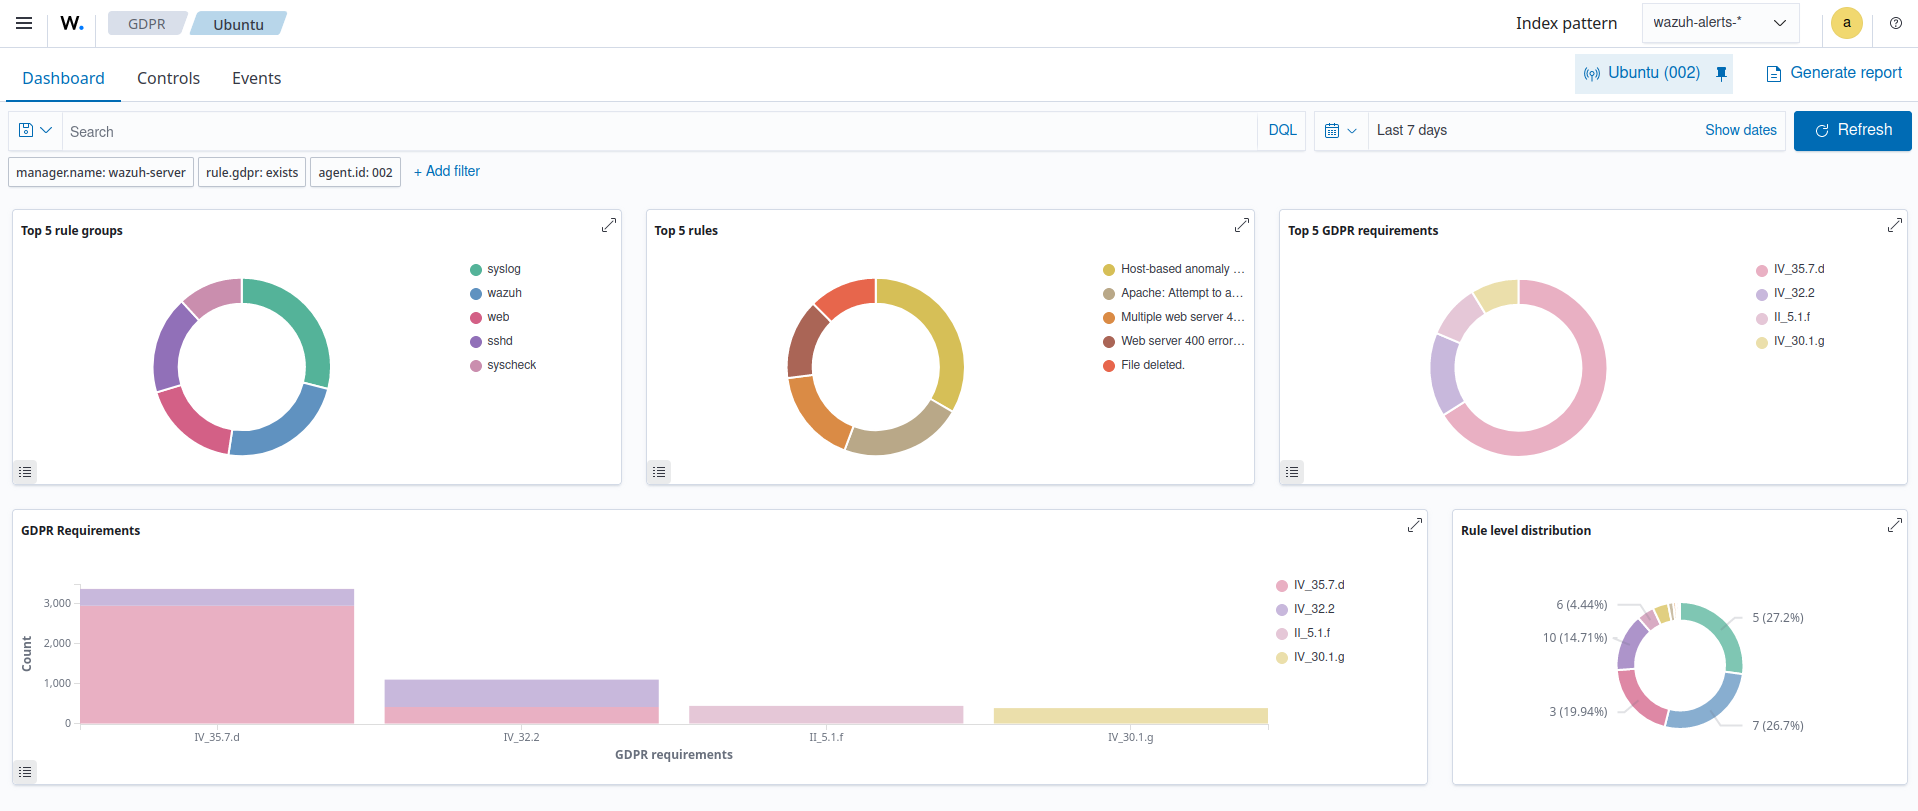 W.
GDPR
Ubuntu
Index pattern
wazuh-alerts-*
a
Dashboard
Controls
Events
Ubuntu (002)
Generate report
Search
DQL
Last 7 days
Show dates
Refresh
manager.name: wazuh-server
rule.gdpr: exists
agent.id: 002
+ Add filter
Top 5 rule groups
syslog
wazuh
web
sshd
syscheck
Top 5 rules
Host-based anomaly ...
Apache: Attempt to a...
Multiple web server 4...
Web server 400 error...
File deleted.
Top 5 GDPR requirements
IV_35.7.d
IV_32.2
II_5.1.f
IV_30.1.g
GDPR Requirements
Count
3,000
2,000
1,000
0
IV_35.7.d
IV_32.2
II_5.1.f
IV_30.1.g
GDPR requirements
IV_35.7.d
IV_32.2
II_5.1.f
IV_30.1.g
Rule level distribution
6 (4.44%)
5 (27.2%)
10 (14.71%)
3 (19.94%)
7 (26.7%)